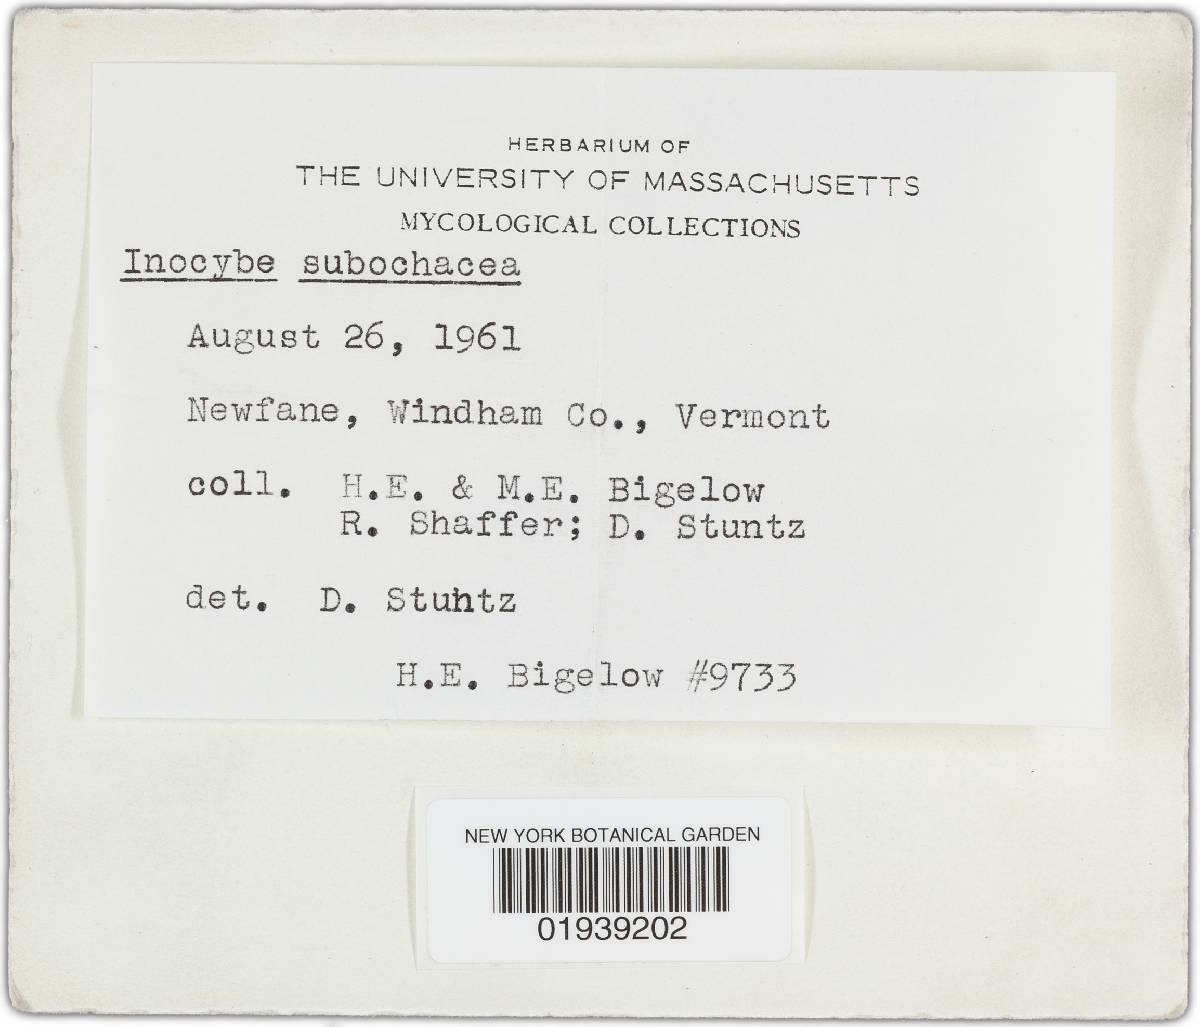 HERBARIUM OF
THE UNIVERSITY OF MASSACHUSETTS
MYCOLOGICAL COLLECTIONS
Inocybe subochacea
August 26, 1961
Newfane, Windham Co., Vermont
coll. H.E. & M.E. Bigelow
R. Shaffer; D. Stuntz
det. D. Stuhtz
H.E. Bigelow #9733
NEW YORK BOTANICAL GARDEN
01939202